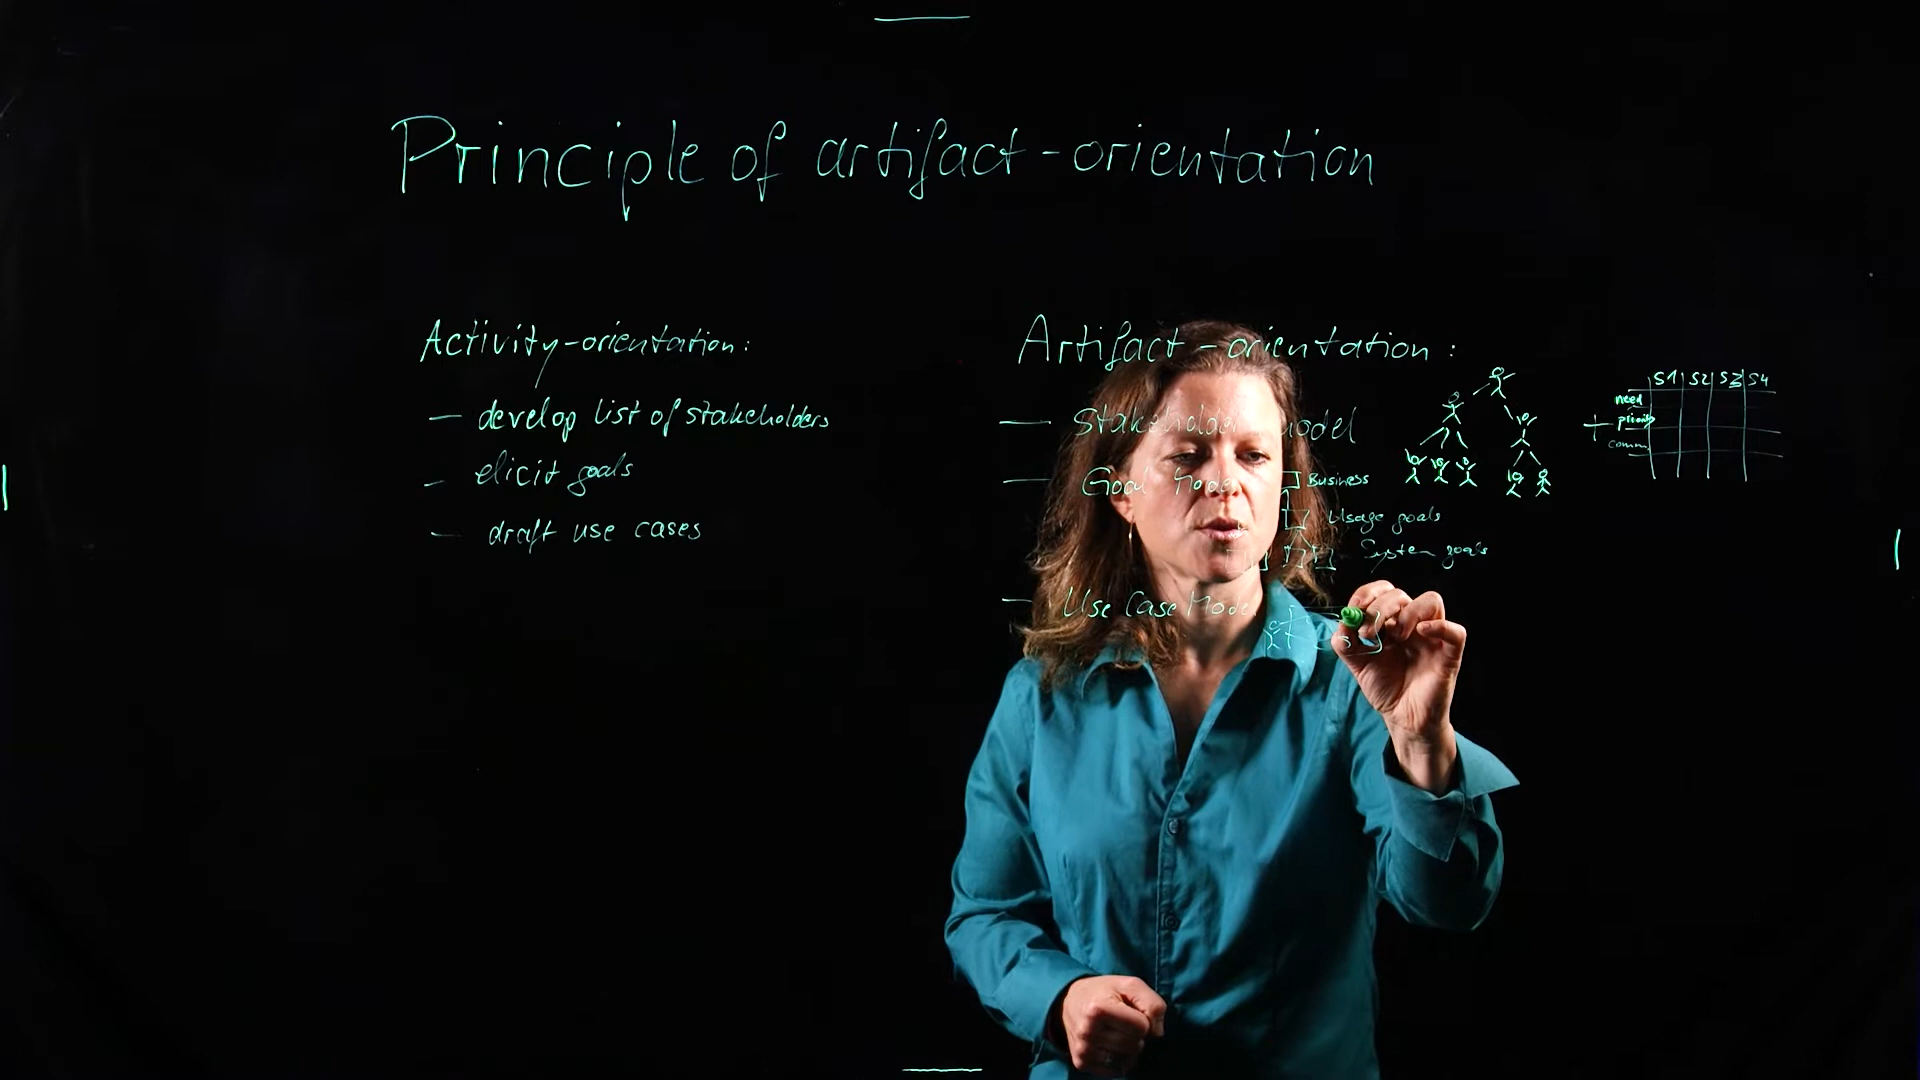 Principle of artifact-orientation
Activity-orientation:
— develop list of stakeholders
— elicit goals
— draft use cases
Artifact-orientation:
— Stakeholder Model
— Goal Model
Business
Usage goals
System goals
— Use Case Model
S1 S2 S3 S4
need
+ priority
comm